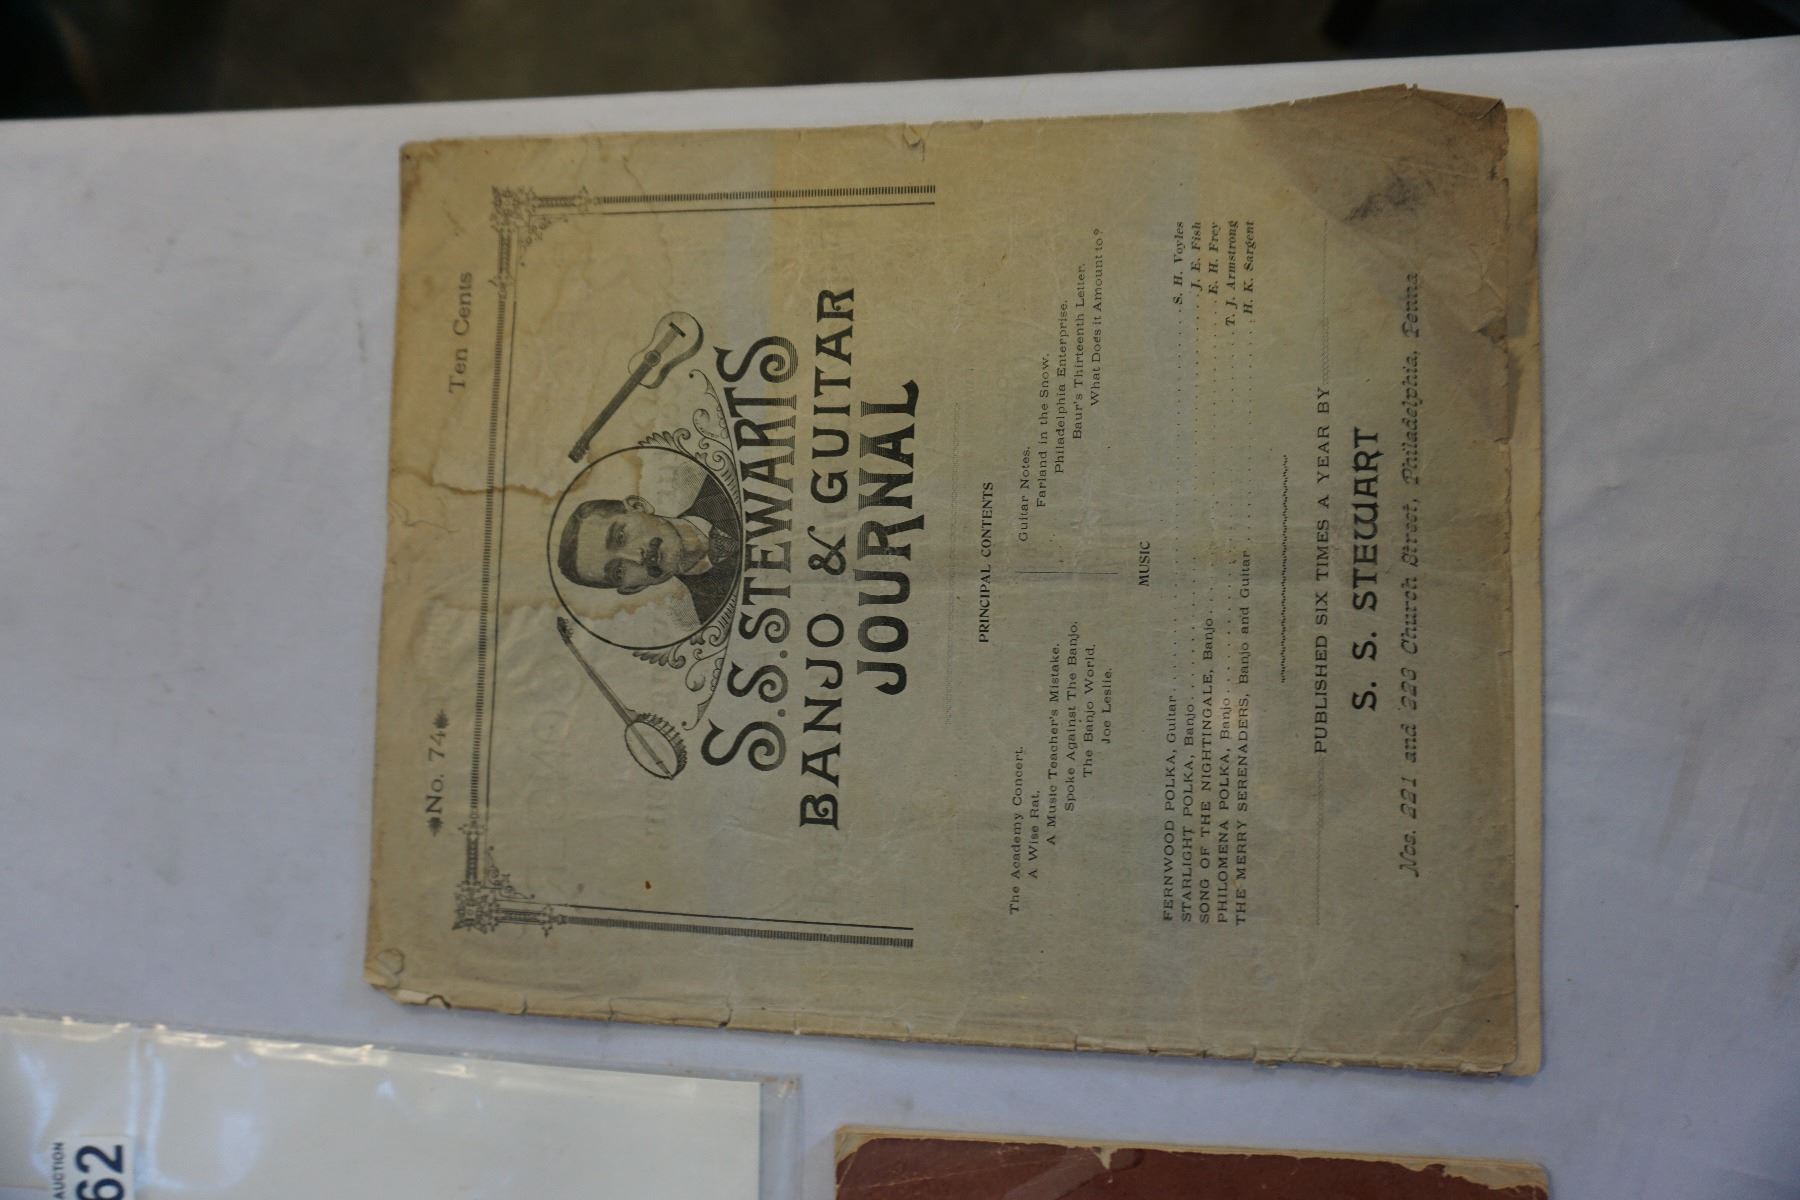 No. 74
Ten Cents
S.S.STEWARTS
BANJO & GUITAR
JOURNAL
PRINCIPAL CONTENTS
The Academy Concert.
A Wise Rat.
A Music Teacher's Mistake.
Spoke Against The Banjo.
The Banjo World.
Joe Leslie.
Guitar Notes.
Farland in the Snow.
Philadelphia Enterprise.
Baur's Thirteenth Letter.
What Does it Amount to?
MUSIC
FERNWOOD POLKA, Guitar . . . . . . S. H. Voyles
STARLIGHT POLKA, Banjo . . . . . . J. E. Fish
SONG OF THE NIGHTINGALE, Banjo . . . . . . E. H. Frey
PHILOMENA POLKA, Banjo . . . . . . T. J. Armstrong
THE MERRY SERENADERS, Banjo and Guitar . . . . . . H. K. Sargent
PUBLISHED SIX TIMES A YEAR BY
S. S. STEWART
Nos. 221 and 223 Church Street, Philadelphia, Penna
AUCTION
62